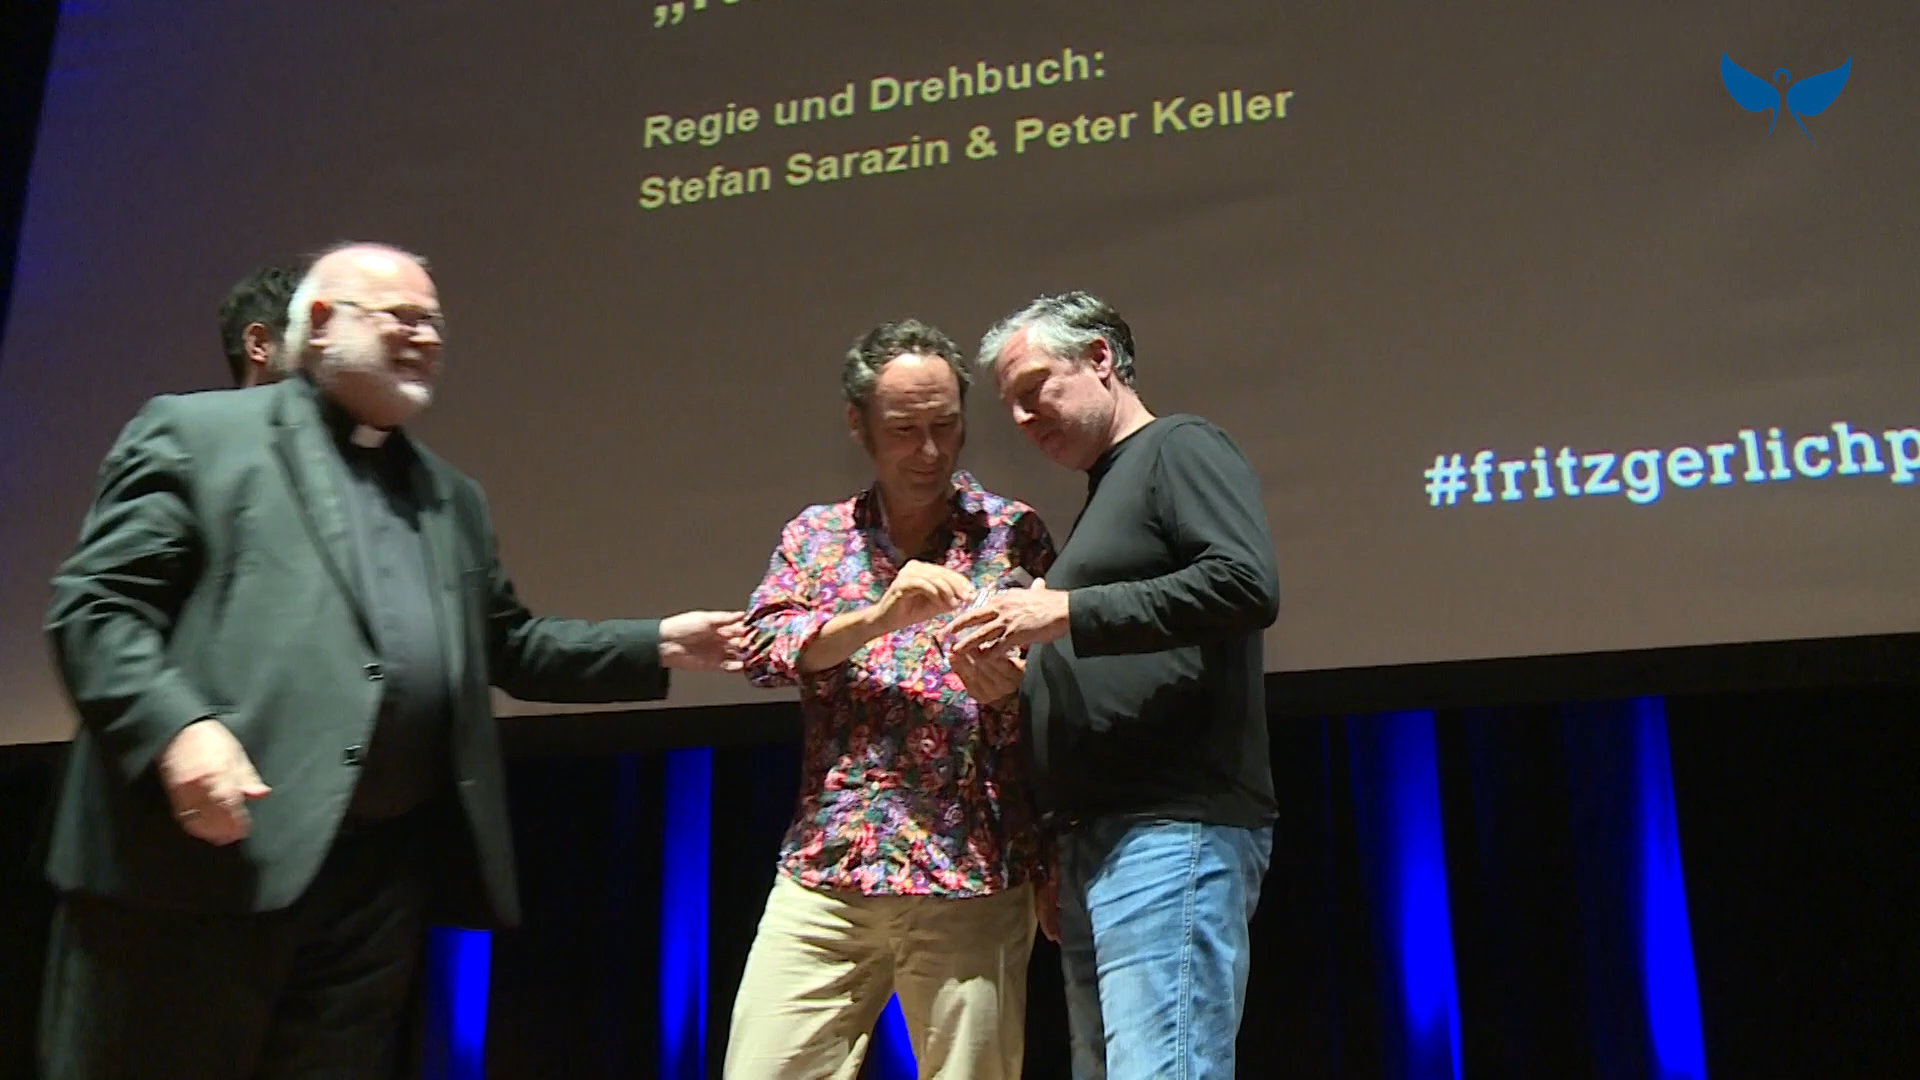 Regie und Drehbuch:
Stefan Sarazin & Peter Keller
#fritzgerlichp